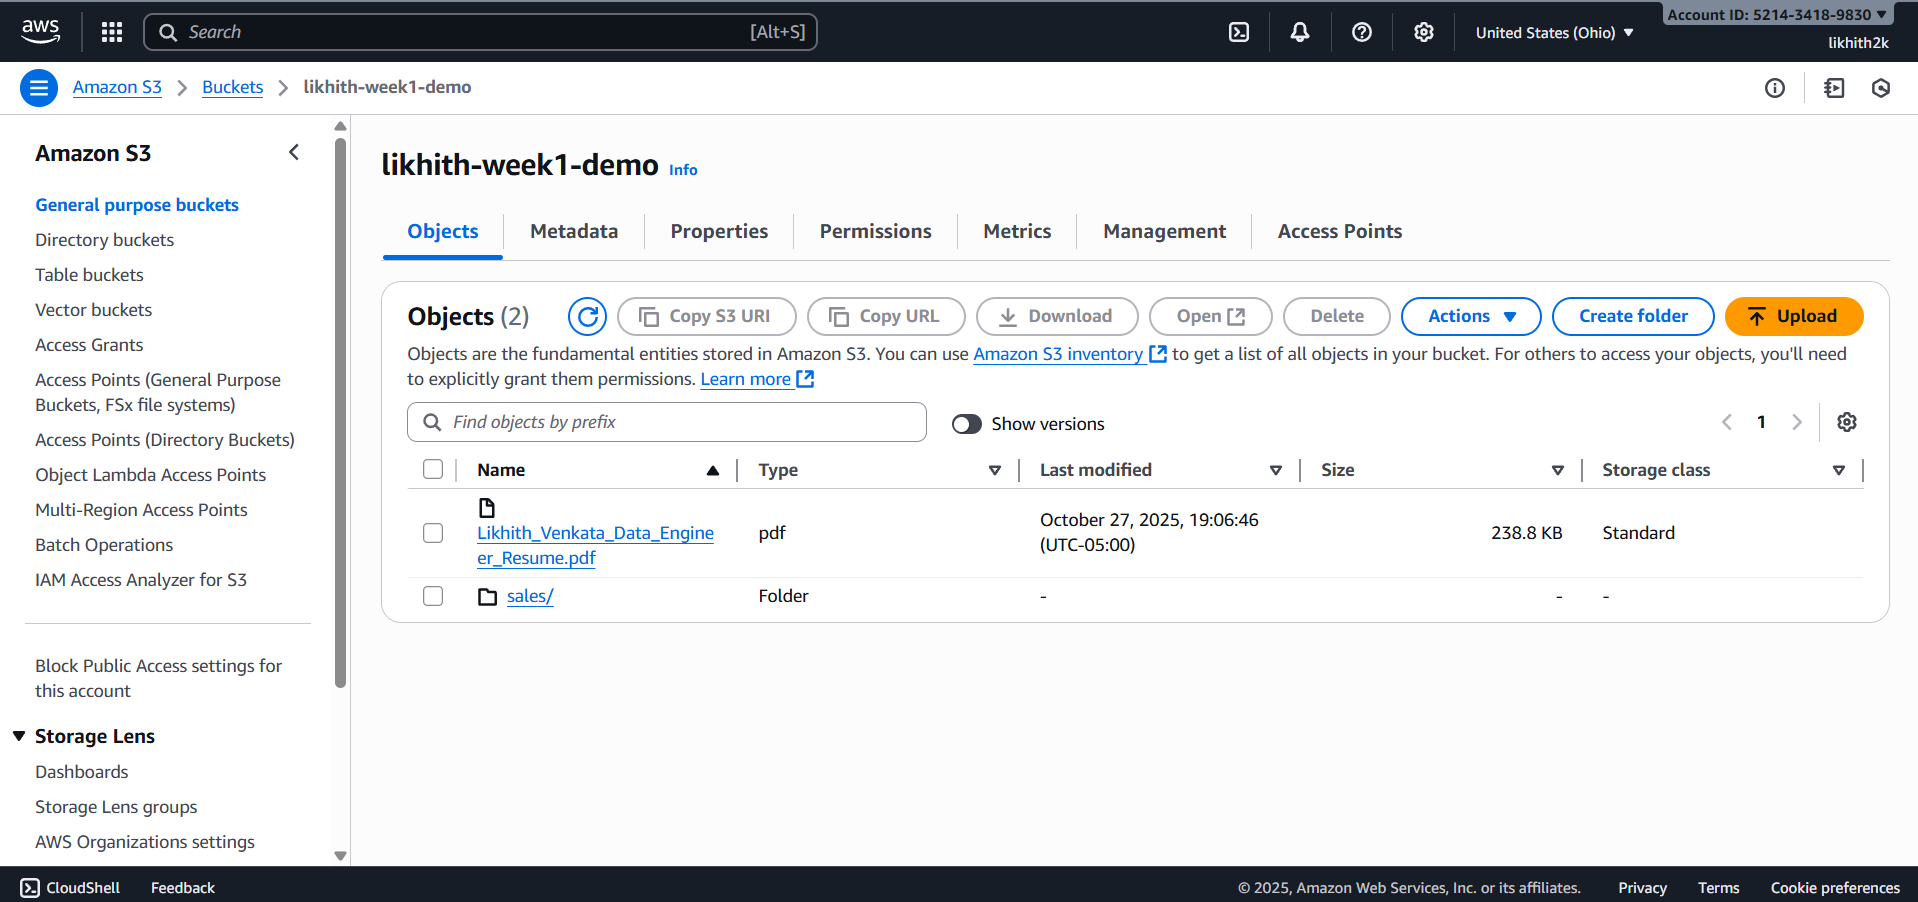 aws
Search [Alt+S]
United States (Ohio)
Account ID: 5214-3418-9830
likhith2k
Amazon S3 > Buckets > likhith-week1-demo
Amazon S3
General purpose buckets
Directory buckets
Table buckets
Vector buckets
Access Grants
Access Points (General Purpose
Buckets, FSx file systems)
Access Points (Directory Buckets)
Object Lambda Access Points
Multi-Region Access Points
Batch Operations
IAM Access Analyzer for S3
Block Public Access settings for
this account
Storage Lens
Dashboards
Storage Lens groups
AWS Organizations settings
likhith-week1-demo Info
Objects Metadata Properties Permissions Metrics Management Access Points
Objects (2) Copy S3 URI Copy URL Download Open Delete Actions Create folder Upload
Objects are the fundamental entities stored in Amazon S3. You can use Amazon S3 inventory to get a list of all objects in your bucket. For others to access your objects, you'll need
to explicitly grant them permissions. Learn more
Find objects by prefix Show versions 1
Name Type Last modified Size Storage class
Likhith_Venkata_Data_Engine
er_Resume.pdf
pdf
October 27, 2025, 19:06:46
(UTC-05:00)
238.8 KB
Standard
sales/ Folder - - -
CloudShell Feedback © 2025, Amazon Web Services, Inc. or its affiliates. Privacy Terms Cookie preferences